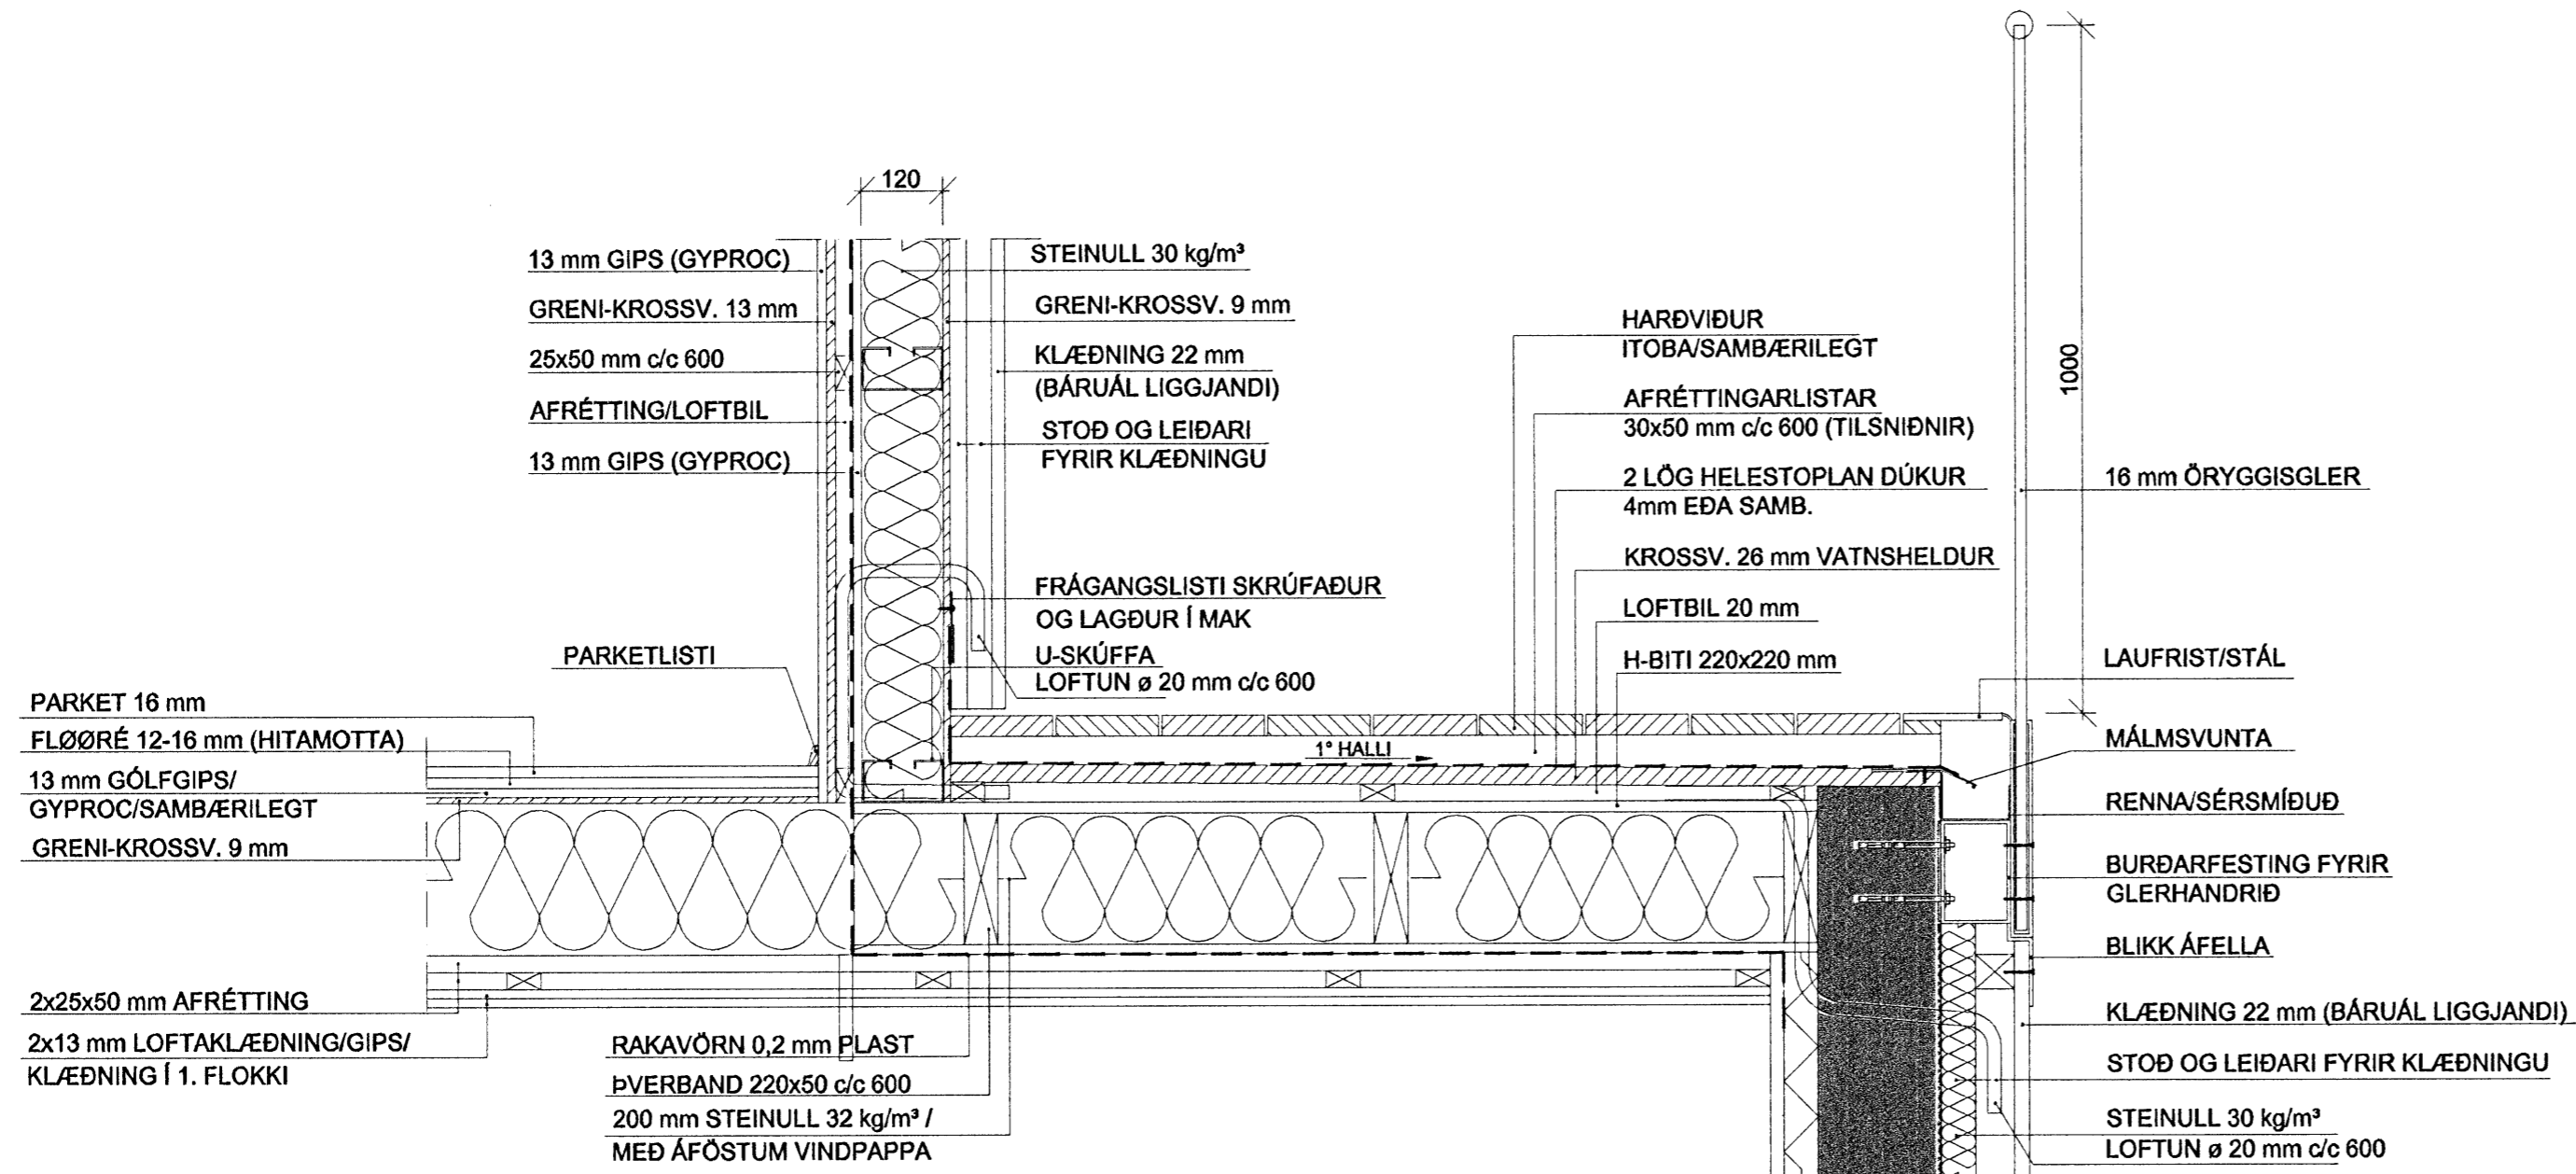 120
13 mm GIPS (GYPROC)
GRENI-KROSSV. 13 mm
25x50 mm c/c 600
AFRÉTTING/LOFTBIL
13 mm GIPS (GYPROC)
PARKETLISTI
PARKET 16 mm
FLØØRÉ 12-16 mm (HITAMOTTA)
13 mm GÓLFGIPS/
GYPROC/SAMBÆRILEGT
GRENI-KROSSV. 9 mm
2x25x50 mm AFRÉTTING
2x13 mm LOFTAKLÆÐNING/GIPS/
KLÆÐNING Í 1. FLOKKI
STEINULL 30 kg/m³
GRENI-KROSSV. 9 mm
KLÆÐNING 22 mm
(BÁRUÁL LIGGJANDI)
STOÐ OG LEIÐARI
FYRIR KLÆÐNINGU
FRÁGANGSLISTI SKRÚFAÐUR
OG LAGÐUR Í MAK
U-SKÚFFA
LOFTUN ø 20 mm c/c 600
RAKAVÖRN 0,2 mm PLAST
ÞVERBAND 220x50 c/c 600
200 mm STEINULL 32 kg/m³ /
MEÐ ÁFÖSTUM VINDPAPPA
HARÐVIÐUR
ITOBA/SAMBÆRILEGT
AFRÉTTINGARLISTAR
30x50 mm c/c 600 (TILSNIÐNIR)
2 LÖG HELESTOPLAN DÚKUR
4mm EÐA SAMB.
KROSSV. 26 mm VATNSHELDUR
LOFTBIL 20 mm
H-BITI 220x220 mm
1° HALLI
1000
16 mm ÖRYGGISGLER
LAUFRIST/STÁL
MÁLMSVUNTA
RENNA/SÉRSMÍÐUÐ
BURÐARFESTING FYRIR
GLERHANDRIÐ
BLIKK ÁFELLA
KLÆÐNING 22 mm (BÁRUÁL LIGGJANDI)
STOÐ OG LEIÐARI FYRIR KLÆÐNINGU
STEINULL 30 kg/m³
LOFTUN ø 20 mm c/c 600